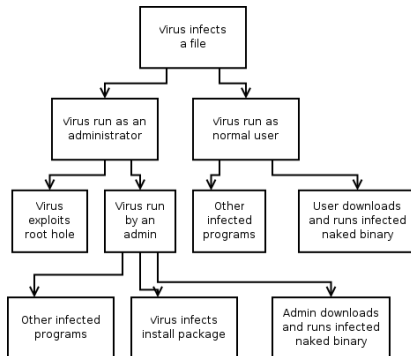 virus infects
a file
virus run as an
administrator
virus run as
normal user
Virus
exploits
root hole
Virus run
by an
admin
Other
infected
programs
User downloads
and runs infected
naked binary
Other infected
programs
virus infects
install package
Admin downloads
and runs infected
naked binary